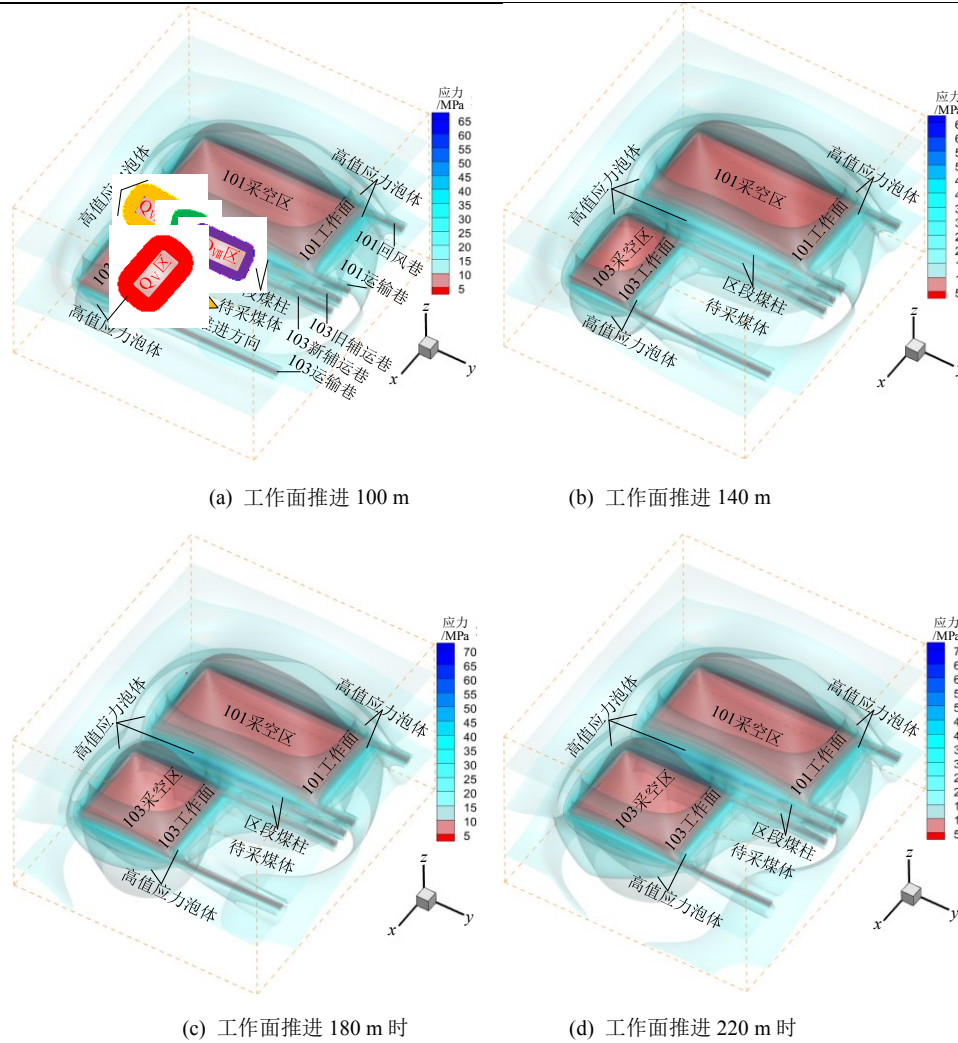 应力
/MPa
65
60
55
50
45
40
35
30
25
20
15
10
5
高值应力泡体
高值应力泡体
101采空区
101工作面
101回风巷
101运输巷
103旧辅运巷
103新辅运巷
103运输巷
待采煤体
推进方向
高值应力泡体
QⅤ区
z
x
y
(a) 工作面推进 100 m
应力
/MPa
高值应力泡体
高值应力泡体
101采空区
101工作面
103采空区
103工作面
区段煤柱
待采煤体
高值应力泡体
z
x
(b) 工作面推进 140 m
应力
/MPa
70
65
60
55
50
45
40
35
30
25
20
15
10
5
高值应力泡体
高值应力泡体
101采空区
101工作面
103采空区
103工作面
区段煤柱
待采煤体
高值应力泡体
z
x
y
(c) 工作面推进 180 m 时
应力
/MPa
高值应力泡体
高值应力泡体
101采空区
101工作面
103采空区
103工作面
区段煤柱
待采煤体
高值应力泡体
z
x
y
(d) 工作面推进 220 m 时